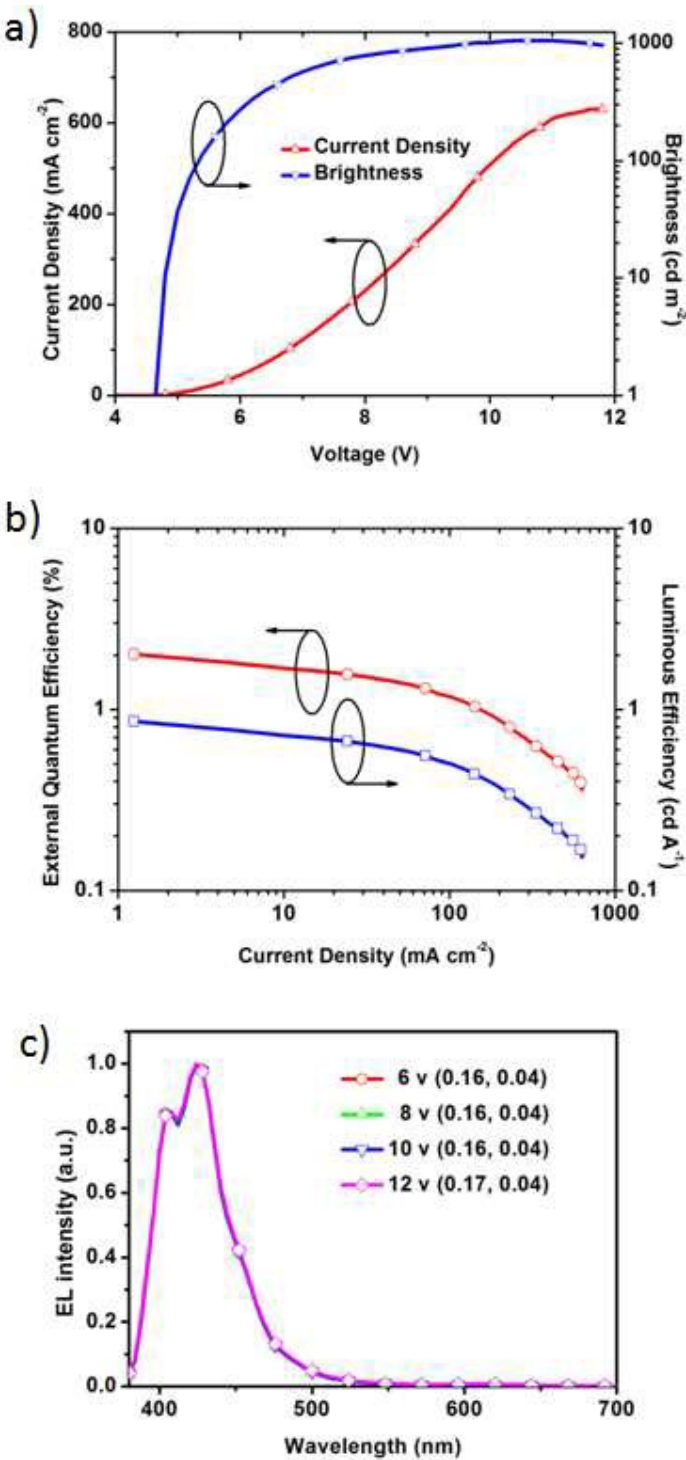 a)
800
600
400
200
0
Current Density (mA cm-2)
1000
100
10
1
Brightness (cd m-2)
Current Density
Brightness
4 6 8 10 12
Voltage (V)
b)
10
1
0.1
External Quantum Efficiency (%)
10
1
0.1
Luminous Efficiency (cd A-1)
1 10 100 1000
Current Density (mA cm-2)
c)
1.0
0.8
0.6
0.4
0.2
0.0
EL intensity (a.u.)
6 v (0.16, 0.04)
8 v (0.16, 0.04)
10 v (0.16, 0.04)
12 v (0.17, 0.04)
400 500 600 700
Wavelength (nm)